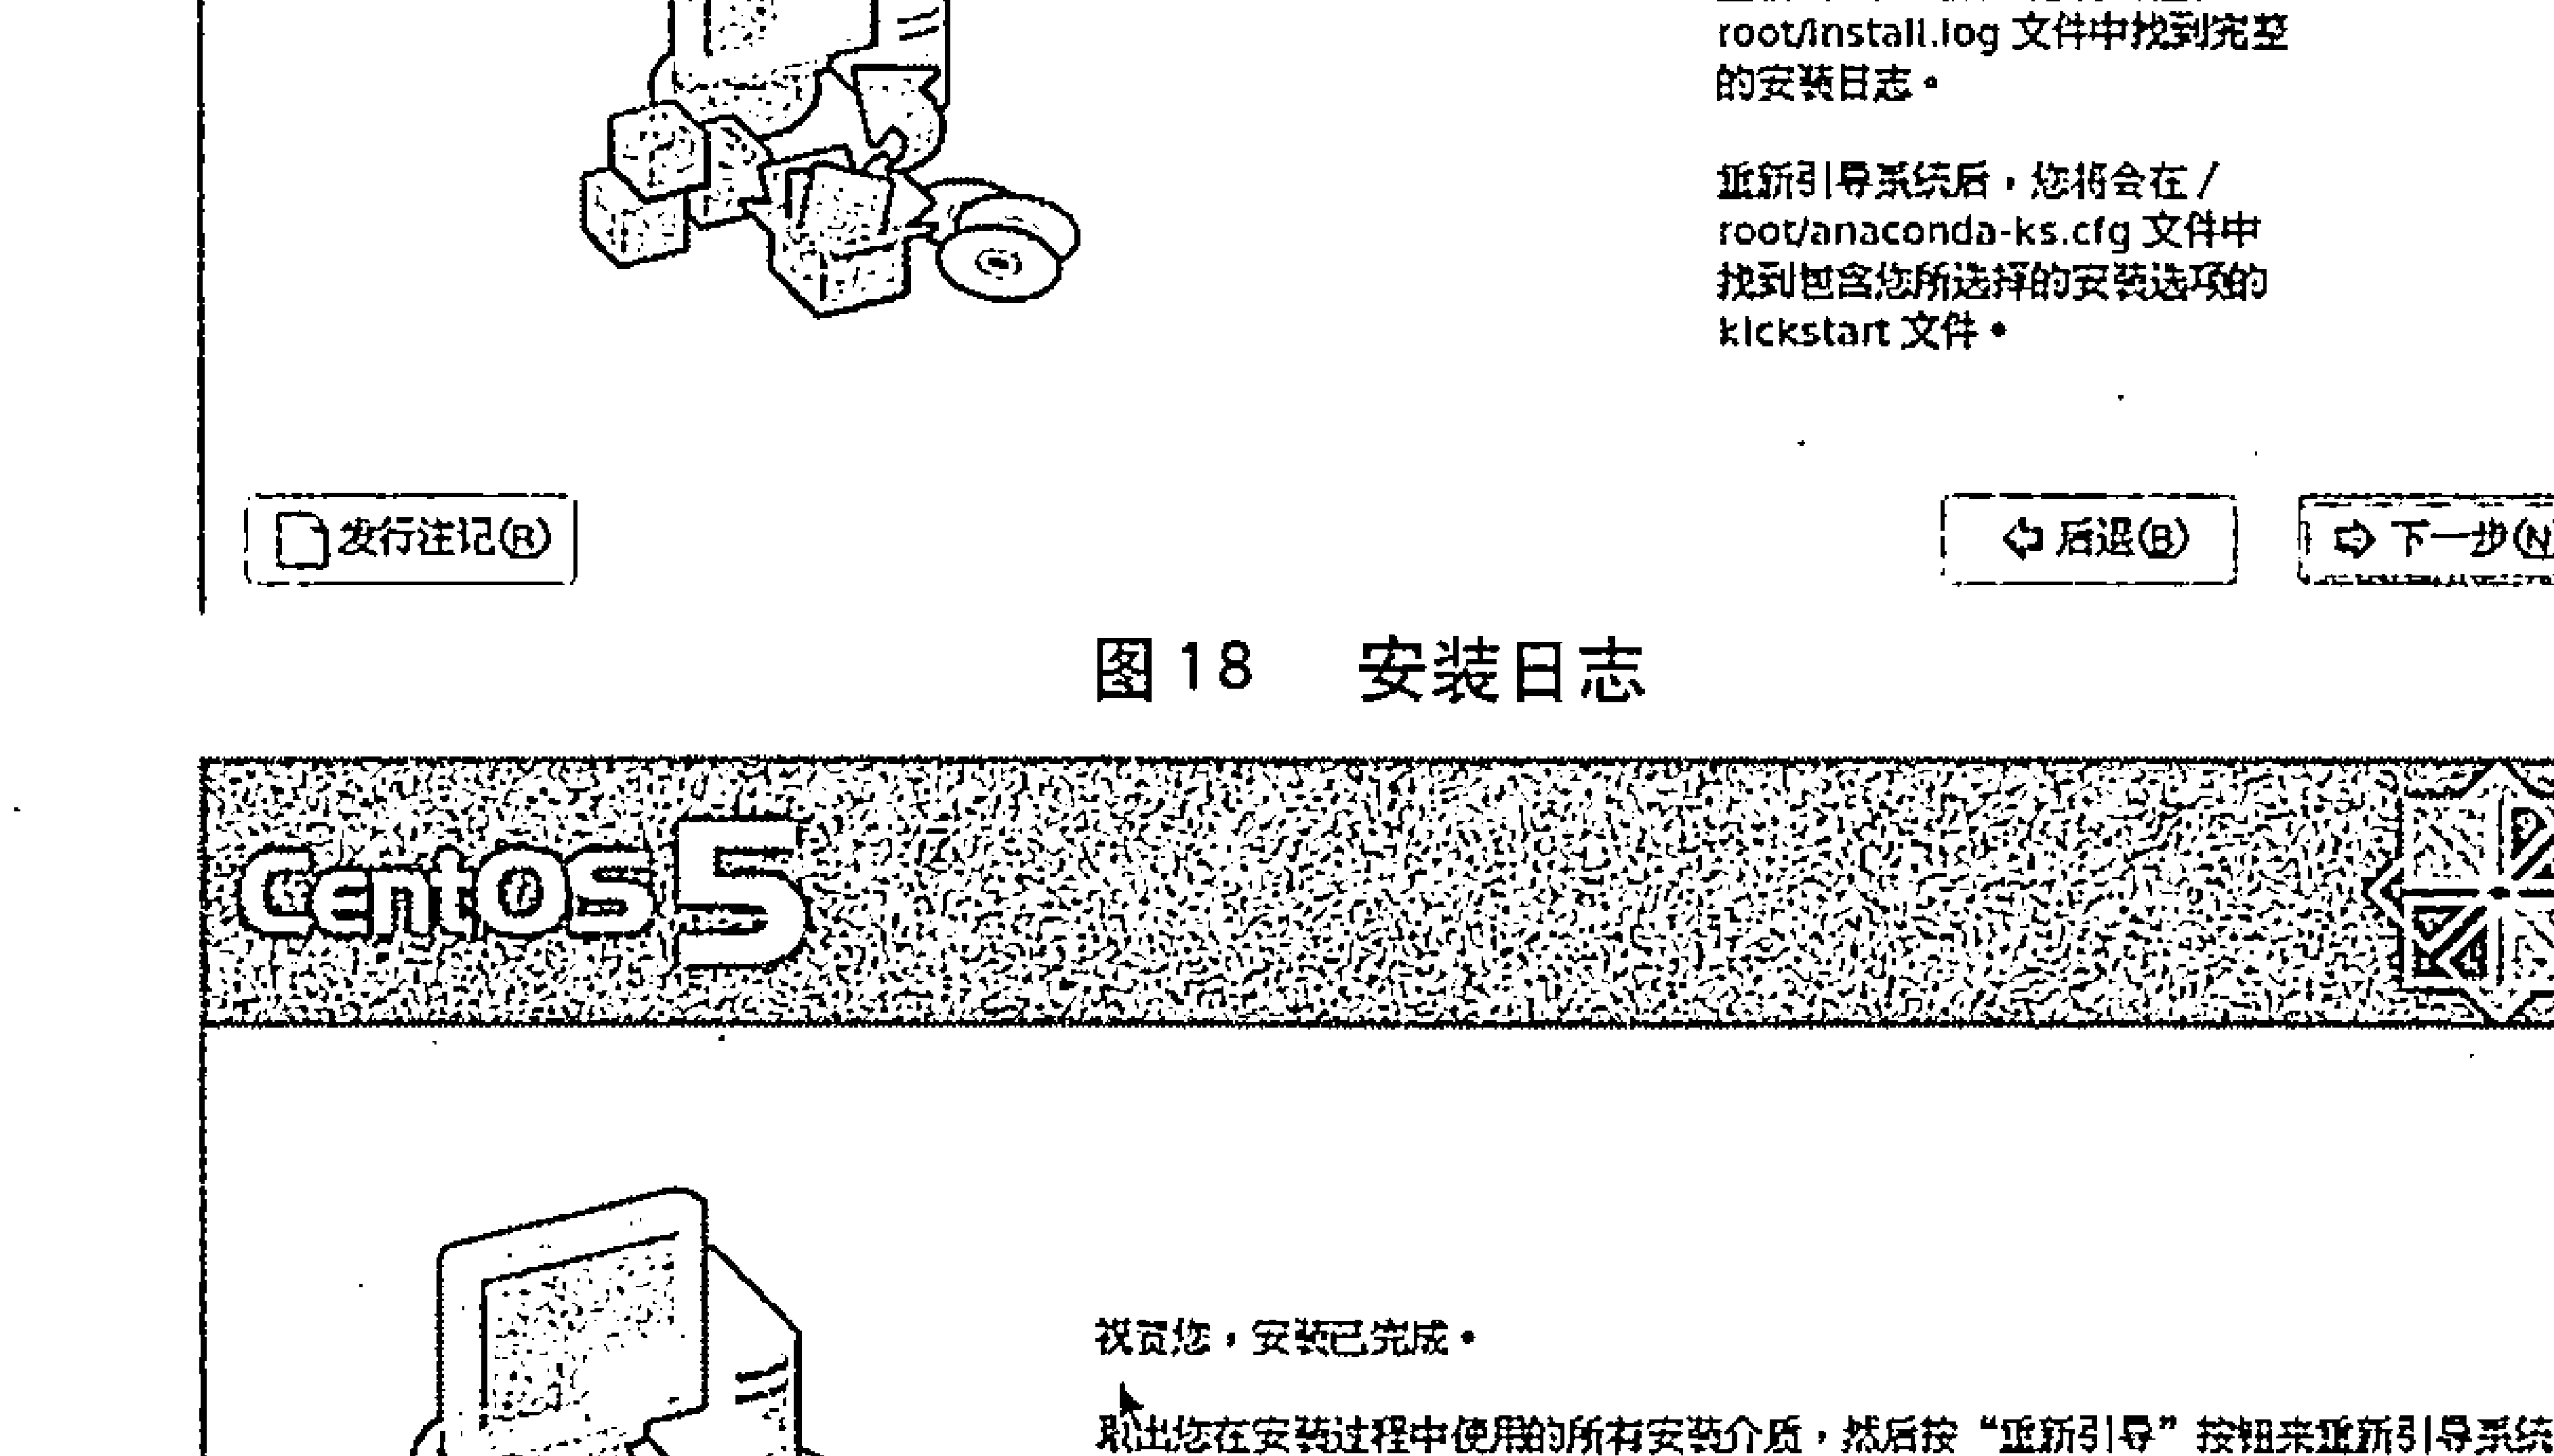 root/install.log 文件中找到完整
的安装日志。
重新引导系统后，您将会在 /
root/anaconda-ks.cfg 文件中
找到包含您所选择的安装选项的
kickstart 文件。
发行注记(R)
后退(B)
下一步(N
图 18 安装日志
CentOS 5
祝贺您，安装已完成。
取出您在安装过程中使用的所有安装介质，然后按“重新引导”按钮来重新引导系统